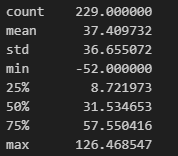 count 229.000000
mean 37.409732
std 36.655072
min -52.000000
25% 8.721973
50% 31.534653
75% 57.550416
max 126.468547